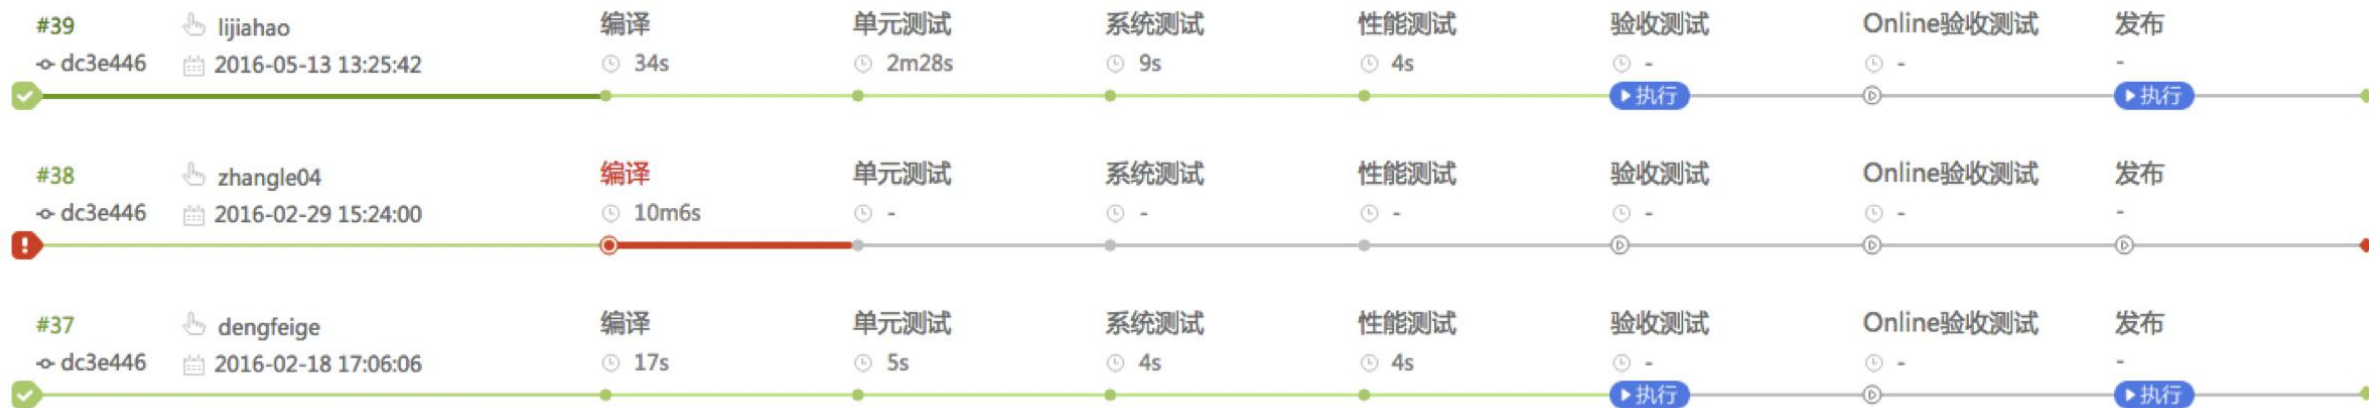 #39 lijiahao 编译 单元测试 系统测试 性能测试 验收测试 Online验收测试 发布
dc3e446 2016-05-13 13:25:42 34s 2m28s 9s 4s - - -
执行 执行
#38 zhangle04 编译 单元测试 系统测试 性能测试 验收测试 Online验收测试 发布
dc3e446 2016-02-29 15:24:00 10m6s - - - - - -
#37 dengfeige 编译 单元测试 系统测试 性能测试 验收测试 Online验收测试 发布
dc3e446 2016-02-18 17:06:06 17s 5s 4s 4s - - -
执行 执行